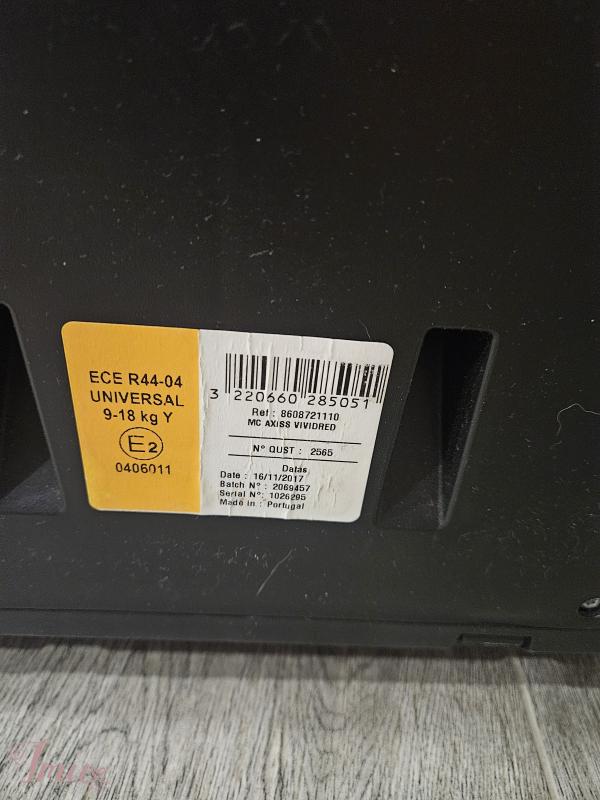 ECE R44-04
UNIVERSAL
9-18 kg Y
E2
0406011
3 220660 285051
Ref : 8608721110
MC AXISS VIVIDRED
N° QUST : 2565
Datas
Date : 16/11/2017
Batch N° : 2069457
Serial N° : 1026295
Made in : Portugal